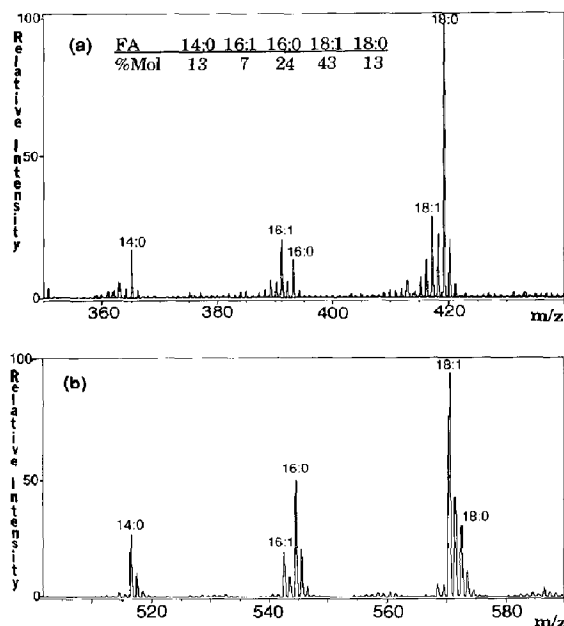 (a) FA 14:0 16:1 16:0 18:1 18:0
%Mol 13 7 24 43 13
Relative Intensity
100
50
0
14:0
16:1
16:0
18:1
18:0
360 380 400 420 m/z
(b)
Relative Intensity
100
50
0
14:0
16:1
16:0
18:1
18:0
520 540 560 580 m/z